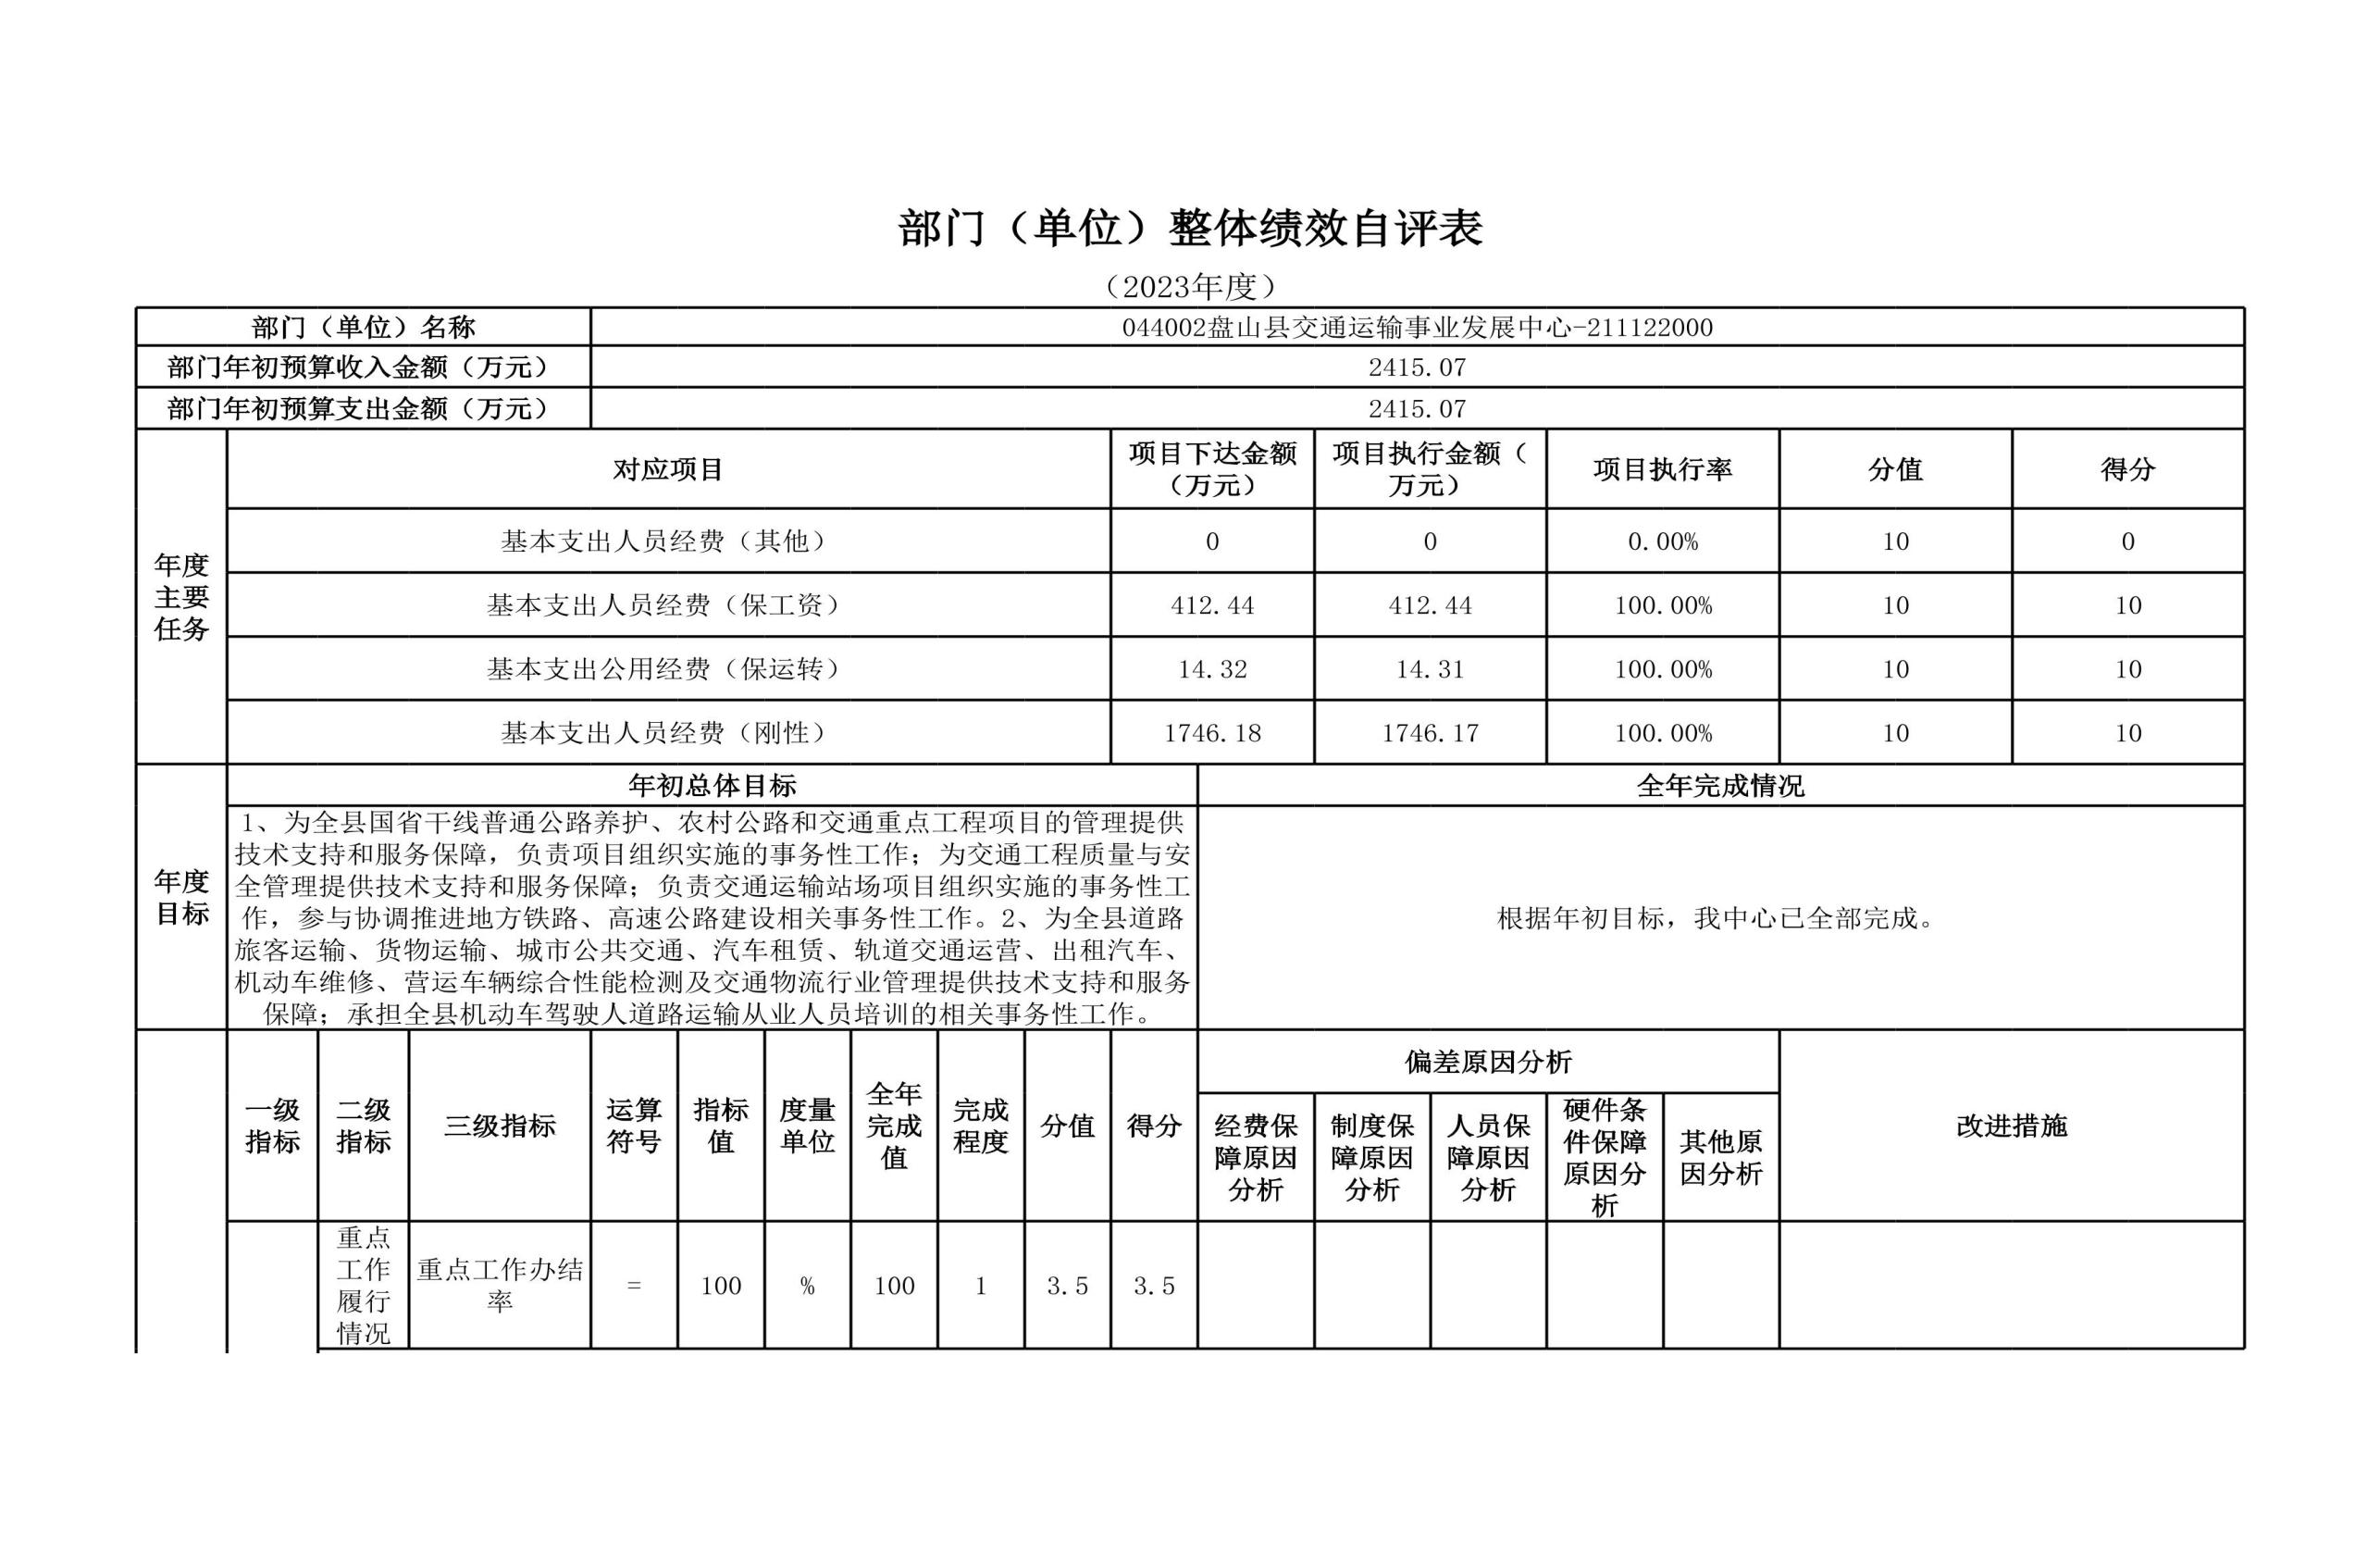 部门（单位）整体绩效自评表
（2023年度）
部门（单位）名称 044002盘山县交通运输事业发展中心-211122000
部门年初预算收入金额（万元） 2415.07
部门年初预算支出金额（万元） 2415.07
年度
主要
任务
对应项目 项目下达金额
（万元） 项目执行金额（
万元） 项目执行率 分值 得分
基本支出人员经费（其他） 0 0 0.00% 10 0
基本支出人员经费（保工资） 412.44 412.44 100.00% 10 10
基本支出公用经费（保运转） 14.32 14.31 100.00% 10 10
基本支出人员经费（刚性） 1746.18 1746.17 100.00% 10 10
年度
目标
年初总体目标 全年完成情况
1、为全县国省干线普通公路养护、农村公路和交通重点工程项目的管理提供
技术支持和服务保障，负责项目组织实施的事务性工作；为交通工程质量与安
全管理提供技术支持和服务保障；负责交通运输站场项目组织实施的事务性工
作，参与协调推进地方铁路、高速公路建设相关事务性工作。2、为全县道路
旅客运输、货物运输、城市公共交通、汽车租赁、轨道交通运营、出租汽车、
机动车维修、营运车辆综合性能检测及交通物流行业管理提供技术支持和服务
保障；承担全县机动车驾驶人道路运输从业人员培训的相关事务性工作。
根据年初目标，我中心已全部完成。
一级
指标
二级
指标
三级指标
运算
符号
指标
值
度量
单位
全年
完成
值
完成
程度
分值
得分
偏差原因分析
经费保
障原因
分析
制度保
障原因
分析
人员保
障原因
分析
硬件条
件保障
原因分
析
其他原
因分析
改进措施
重点
工作
履行
情况
重点工作办结
率
= 100 % 100 1 3.5 3.5